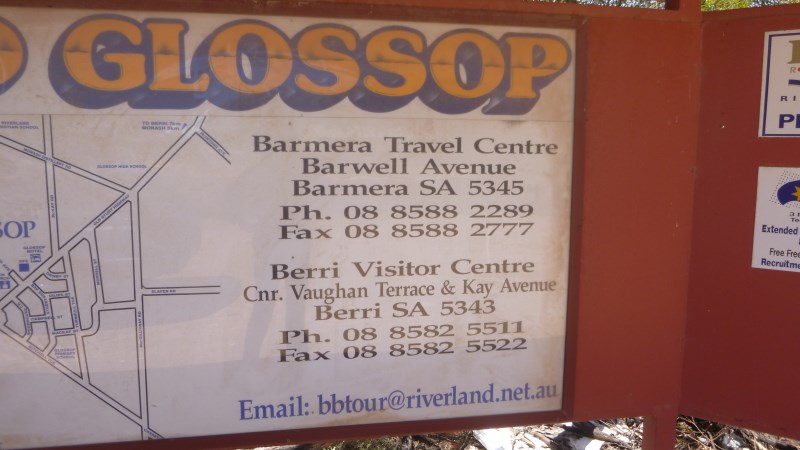 GLOSSOP
Barmera Travel Centre
Barwell Avenue
Barmera SA 5345
Ph. 08 8588 2289
Fax 08 8588 2777
Berri Visitor Centre
Cnr. Vaughan Terrace & Kay Avenue
Berri SA 5343
Ph. 08 8582 5511
Fax 08 8582 5522
Email: bbtour@riverland.net.au
SOP
Extended
Free Free
Recruitme